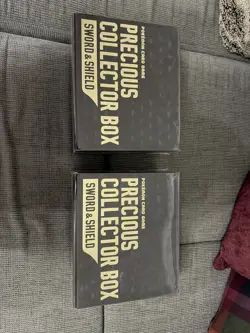 POKÉMON CARD GAME
PRECIOUS
COLLECTOR BOX
SWORD & SHIELD
POKÉMON CARD GAME
PRECIOUS
COLLECTOR BOX
SWORD & SHIELD